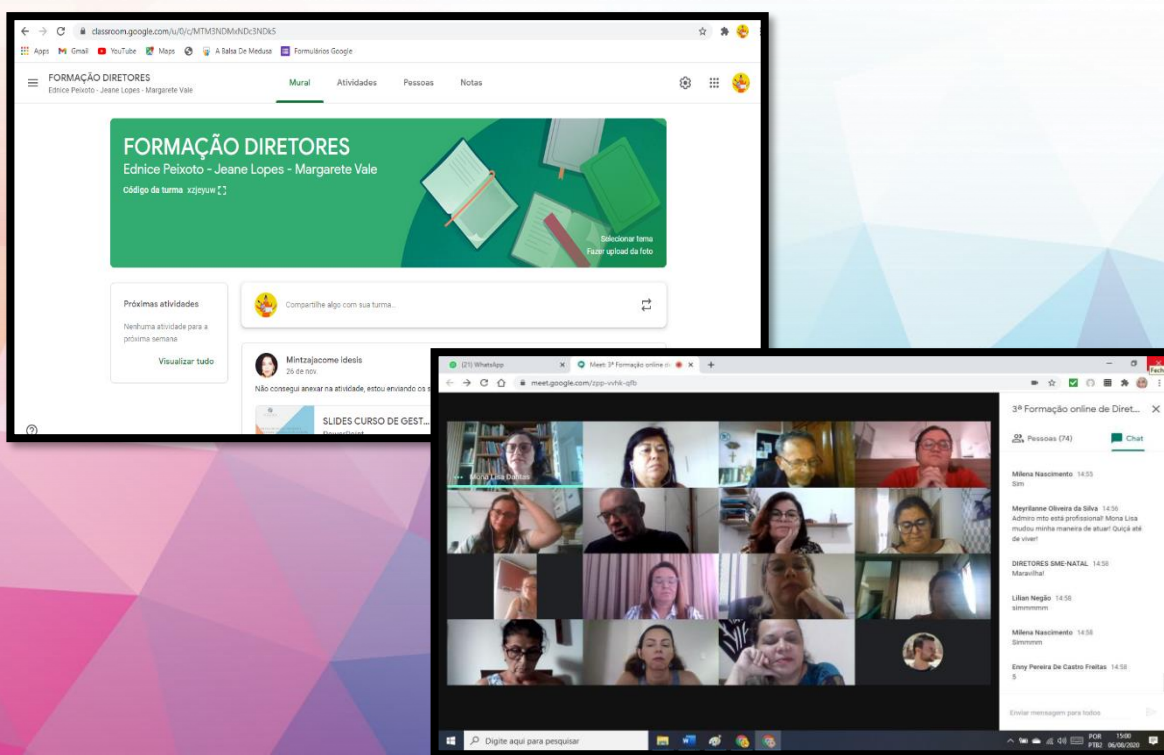 classroom.google.com/u/0/c/MTM3NDMxNDc3NDk5
Apps Gmail YouTube Maps A Balsa De Medusa Formulários Google
FORMAÇÃO DIRETORES
Ednice Peixoto - Jeane Lopes - Margarete Vale
Mural Atividades Pessoas Notas
FORMAÇÃO DIRETORES
Ednice Peixoto - Jeane Lopes - Margarete Vale
Código da turma xzjcyuw
Selecionar tema
Fazer upload da foto
Próximas atividades
Nenhuma atividade para a
próxima semana
Visualizar tudo
Compartilhe algo com sua turma...
Mintzajacome Idesis
26 de nov.
Não consegui anexar na atividade, estou enviando os s
SLIDES CURSO DE GEST...
PowerPoint
(21) WhatsApp
Meet: 3ª Formação online
Fech
meet.google.com/zpp-vvhk-qfb
3ª Formação online de Diret...
Pessoas (74) Chat
Mona Lisa Dantas
Milena Nascimento 14:55
Sim
Meyrilanne Oliveira da Silva 14:56
Admiro mto está profissional! Mona Lisa
mudou minha maneira de atuar! Quiçá até
de viver!
DIRETORES SME-NATAL 14:58
Maravilha!
Lilian Negão 14:58
simmmmm
Milena Nascimento 14:58
Simmmm
Enny Pereira De Castro Freitas 14:58
S
Enviar mensagem para todos
Digite aqui para pesquisar
POR 15:00
PTB2 06/08/2020